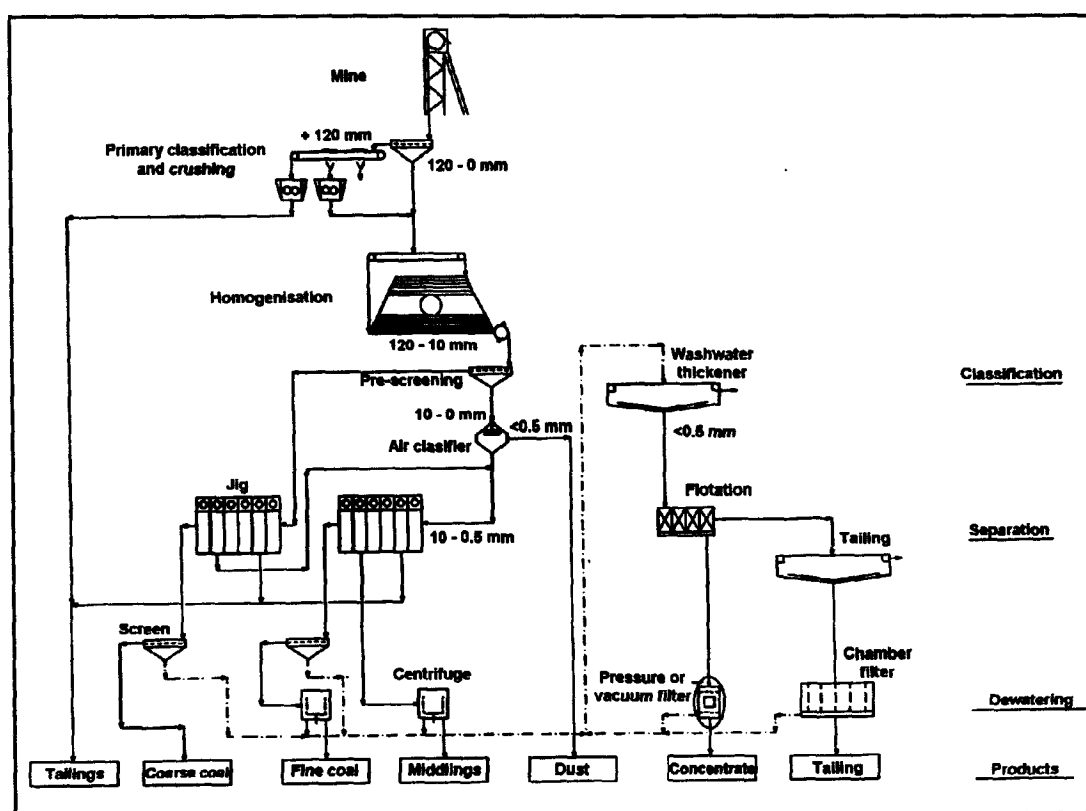 Mine
+ 120 mm
Primary classification
and crushing
120 - 0 mm
Homogenisation
120 - 10 mm
Pre-screening
Washwater
thickener
Classification
10 - 0 mm
<0.5 mm
<0.5 mm
Air clasifier
Jig
Flotation
10 - 0.5 mm
Separation
Tailing
Screen
Centrifuge
Chamber
filter
Pressure or
vacuum filter
Dewatering
Tailings
Coarse coal
Fine coal
Middlings
Dust
Concentrate
Tailing
Products